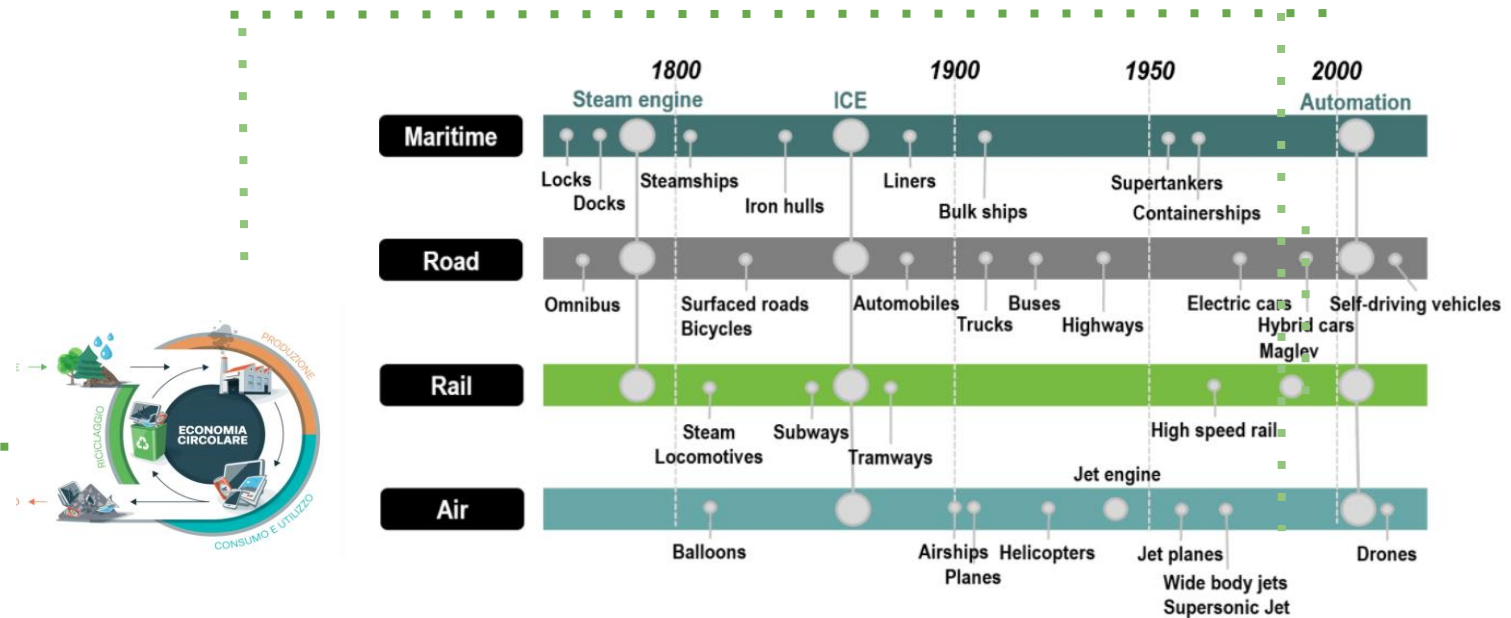 1800 1900 1950 2000
Steam engine ICE Automation
Maritime
Locks Steamships Liners Supertankers
Docks Iron hulls Bulk ships Containerships
Road
Omnibus Surfaced roads Automobiles Buses Electric cars Self-driving vehicles
Bicycles Trucks Highways Hybrid cars
Maglev
Rail
Steam Subways High speed rail
Locomotives Tramways
Jet engine
Air
Balloons Airships Helicopters Jet planes Drones
Planes Wide body jets
Supersonic Jet
PRODUZIONE
ECONOMIA
CIRCOLARE
RICICLAGGIO
CONSUMO E UTILIZZO